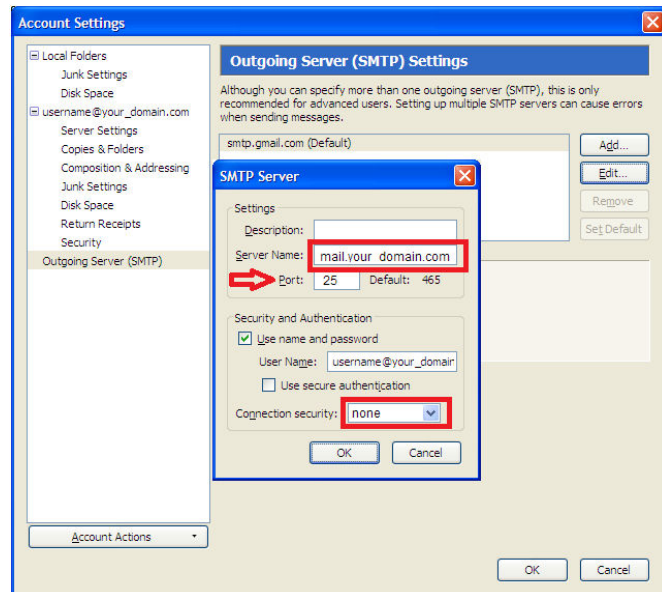 Account Settings
Local Folders
Junk Settings
Disk Space
username@your_domain.com
Server Settings
Copies & Folders
Composition & Addressing
Junk Settings
Disk Space
Return Receipts
Security
Outgoing Server (SMTP)
Account Actions
Outgoing Server (SMTP) Settings
Although you can specify more than one outgoing server (SMTP), this is only
recommended for advanced users. Setting up multiple SMTP servers can cause errors
when sending messages.
smtp.gmail.com (Default)
Add...
Edit...
Remove
Set Default
SMTP Server
Settings
Description:
Server Name: mail.your_domain.com
Port: 25 Default: 465
Security and Authentication
Use name and password
User Name: username@your_domair
Use secure authentication
Connection security: none
OK Cancel
OK Cancel